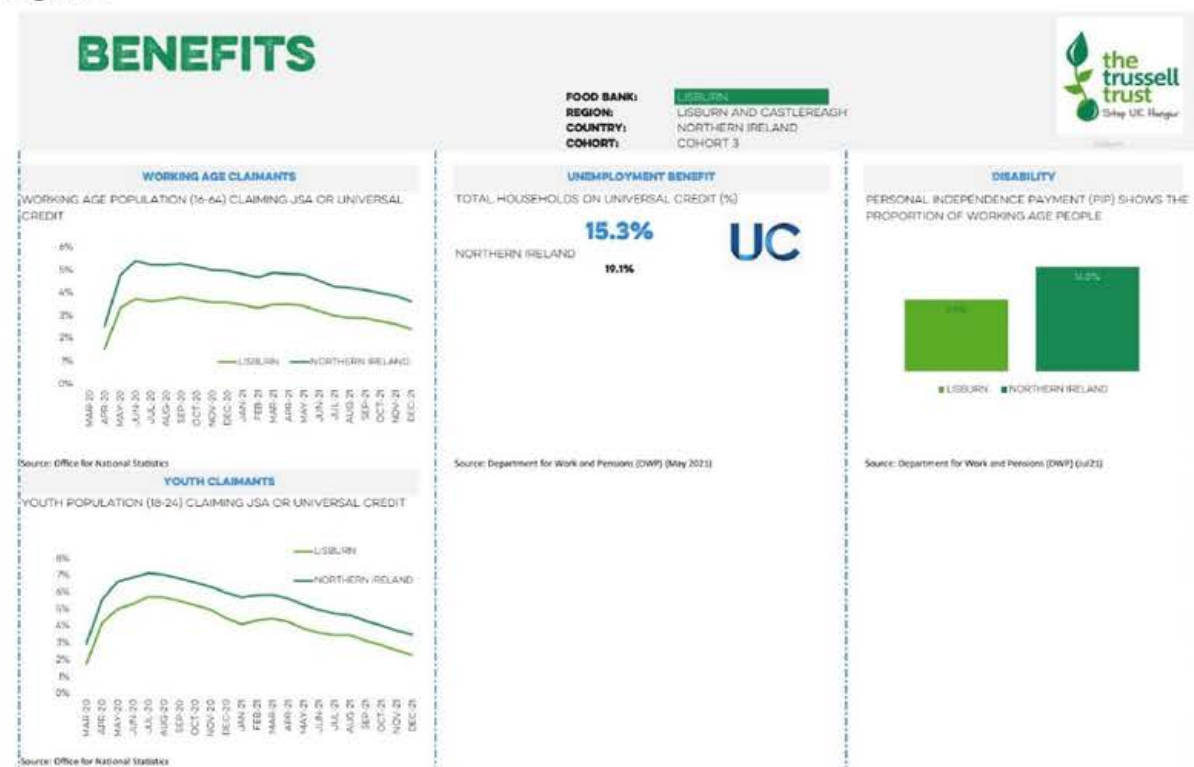 BENEFITS
the
trussell
trust
Stop UK Hunger
FOOD BANK: LISBURN
REGION: LISBURN AND CASTLEREAGH
COUNTRY: NORTHERN IRELAND
COHORT: COHORT 3
WORKING AGE CLAIMANTS
WORKING AGE POPULATION (16-64) CLAIMING JSA OR UNIVERSAL
CREDIT
6%
5%
4%
3%
2%
1%
0%
LISBURN NORTHERN IRELAND
MAR-20 APR-20 MAY-20 JUN-20 JUL-20 AUG-20 SEP-20 OCT-20 NOV-20 DEC-20 JAN-21 FEB-21 MAR-21 APR-21 MAY-21 JUN-21 JUL-21 AUG-21 SEP-21 OCT-21 NOV-21 DEC-21
Source: Office for National Statistics
YOUTH CLAIMANTS
YOUTH POPULATION (18-24) CLAIMING JSA OR UNIVERSAL CREDIT
LISBURN
NORTHERN IRELAND
8%
7%
6%
5%
4%
3%
2%
1%
0%
MAR-20 APR-20 MAY-20 JUN-20 JUL-20 AUG-20 SEP-20 OCT-20 NOV-20 DEC-20 JAN-21 FEB-21 MAR-21 APR-21 MAY-21 JUN-21 JUL-21 AUG-21 SEP-21 OCT-21 NOV-21 DEC-21
Source: Office for National Statistics
UNEMPLOYMENT BENEFIT
TOTAL HOUSEHOLDS ON UNIVERSAL CREDIT (%)
15.3%
UC
NORTHERN IRELAND
19.1%
Source: Department for Work and Pensions (DWP) (May 2021)
DISABILITY
PERSONAL INDEPENDENCE PAYMENT (PIP) SHOWS THE
PROPORTION OF WORKING AGE PEOPLE
LISBURN NORTHERN IRELAND
Source: Department for Work and Pensions (DWP) (Jul21)